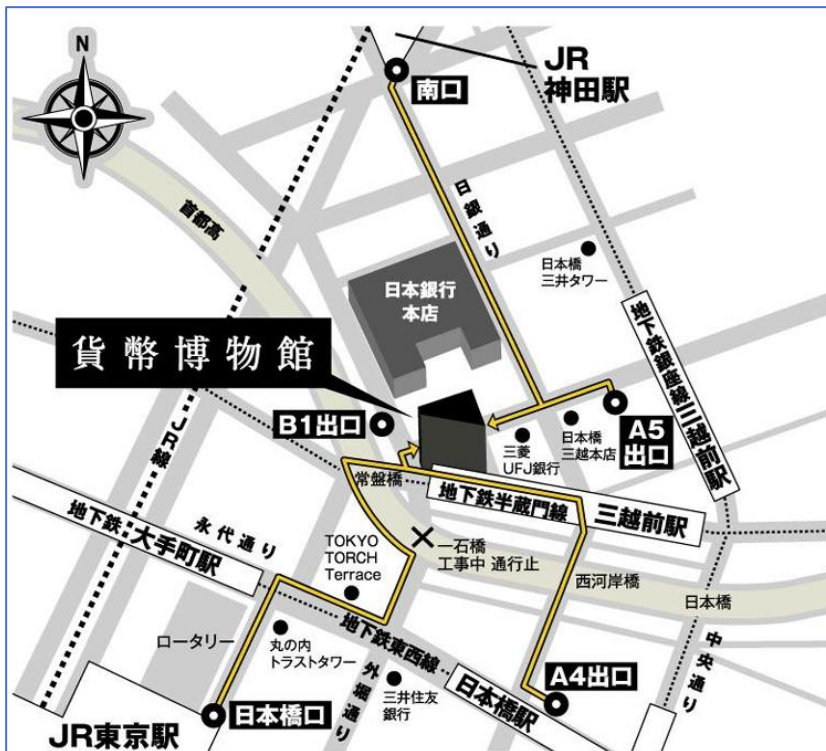 N
JR
神田駅
南口
首都高
日銀通り
日本橋
三井タワー
日本銀行
本店
貨幣博物館
地下鉄銀座線三越前駅
B1出口
A5
出口
三菱
UFJ銀行
日本橋
三越本店
JR線
常盤橋
地下鉄半蔵門線
三越前駅
地下鉄 大手町駅
永代通り
TOKYO
TORCH
Terrace
一石橋
工事中 通行止
西河岸橋
日本橋
ロータリー
丸の内
トラストタワー
地下鉄東西線
日本橋駅
外堀通り
三井住友
銀行
A4出口
中央通り
日本橋口
JR東京駅